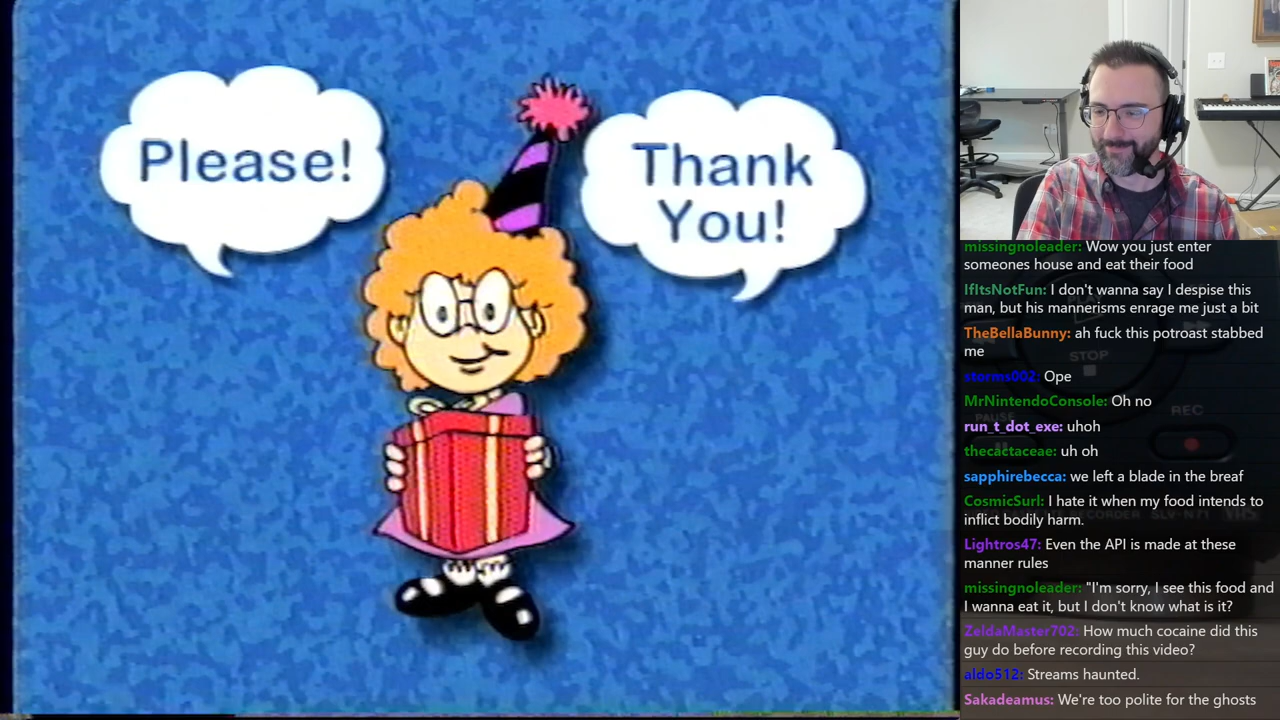 Please!
Thank
You!
missingnoleader: Wow you just enter
someones house and eat their food
IfItsNotFun: I don't wanna say I despise this
man, but his mannerisms enrage me just a bit
TheBellaBunny: ah fuck this potroast stabbed
me
storms002: Ope
MrNintendoConsole: Oh no
run_t_dot_exe: uhoh
thecactaceae: uh oh
sapphirebecca: we left a blade in the breaf
CosmicSurl: I hate it when my food intends to
inflict bodily harm.
Lightros47: Even the API is made at these
manner rules
missingnoleader: "I'm sorry, I see this food and
I wanna eat it, but I don't know what is it?
ZeldaMaster702: How much cocaine did this
guy do before recording this video?
aldo512: Streams haunted.
Sakadeamus: We're too polite for the ghosts
PLAY
STOP
PAUSE
REC